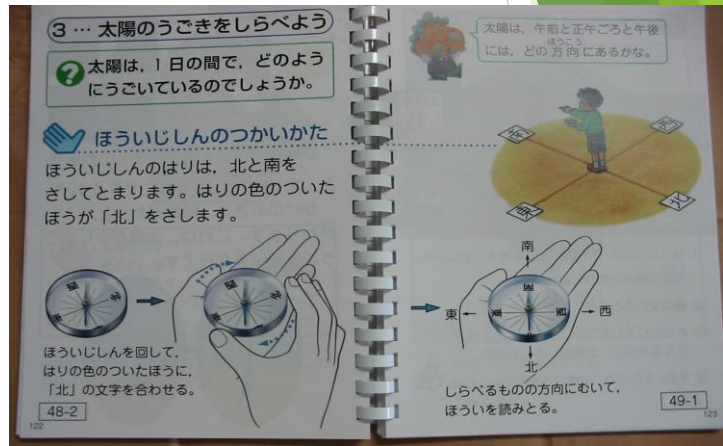 3 … 太陽のうごきをしらべよう
? 太陽は，1日の間で，どのよう
にうごいているのでしょうか。
ほういじしんのつかいかた
ほういじしんのはりは，北と南を
さしてとまります。はりの色のついた
ほうが「北」をさします。
ほういじしんを回して，
はりの色のついたほうに，
「北」の文字を合わせる。
48-2
122
太陽は，午前と正午ごろと午後
ほうこう
には，どの方向にあるかな。
北
南
東
西
北
しらべるものの方向にむいて，
ほういを読みとる。
49-1
123